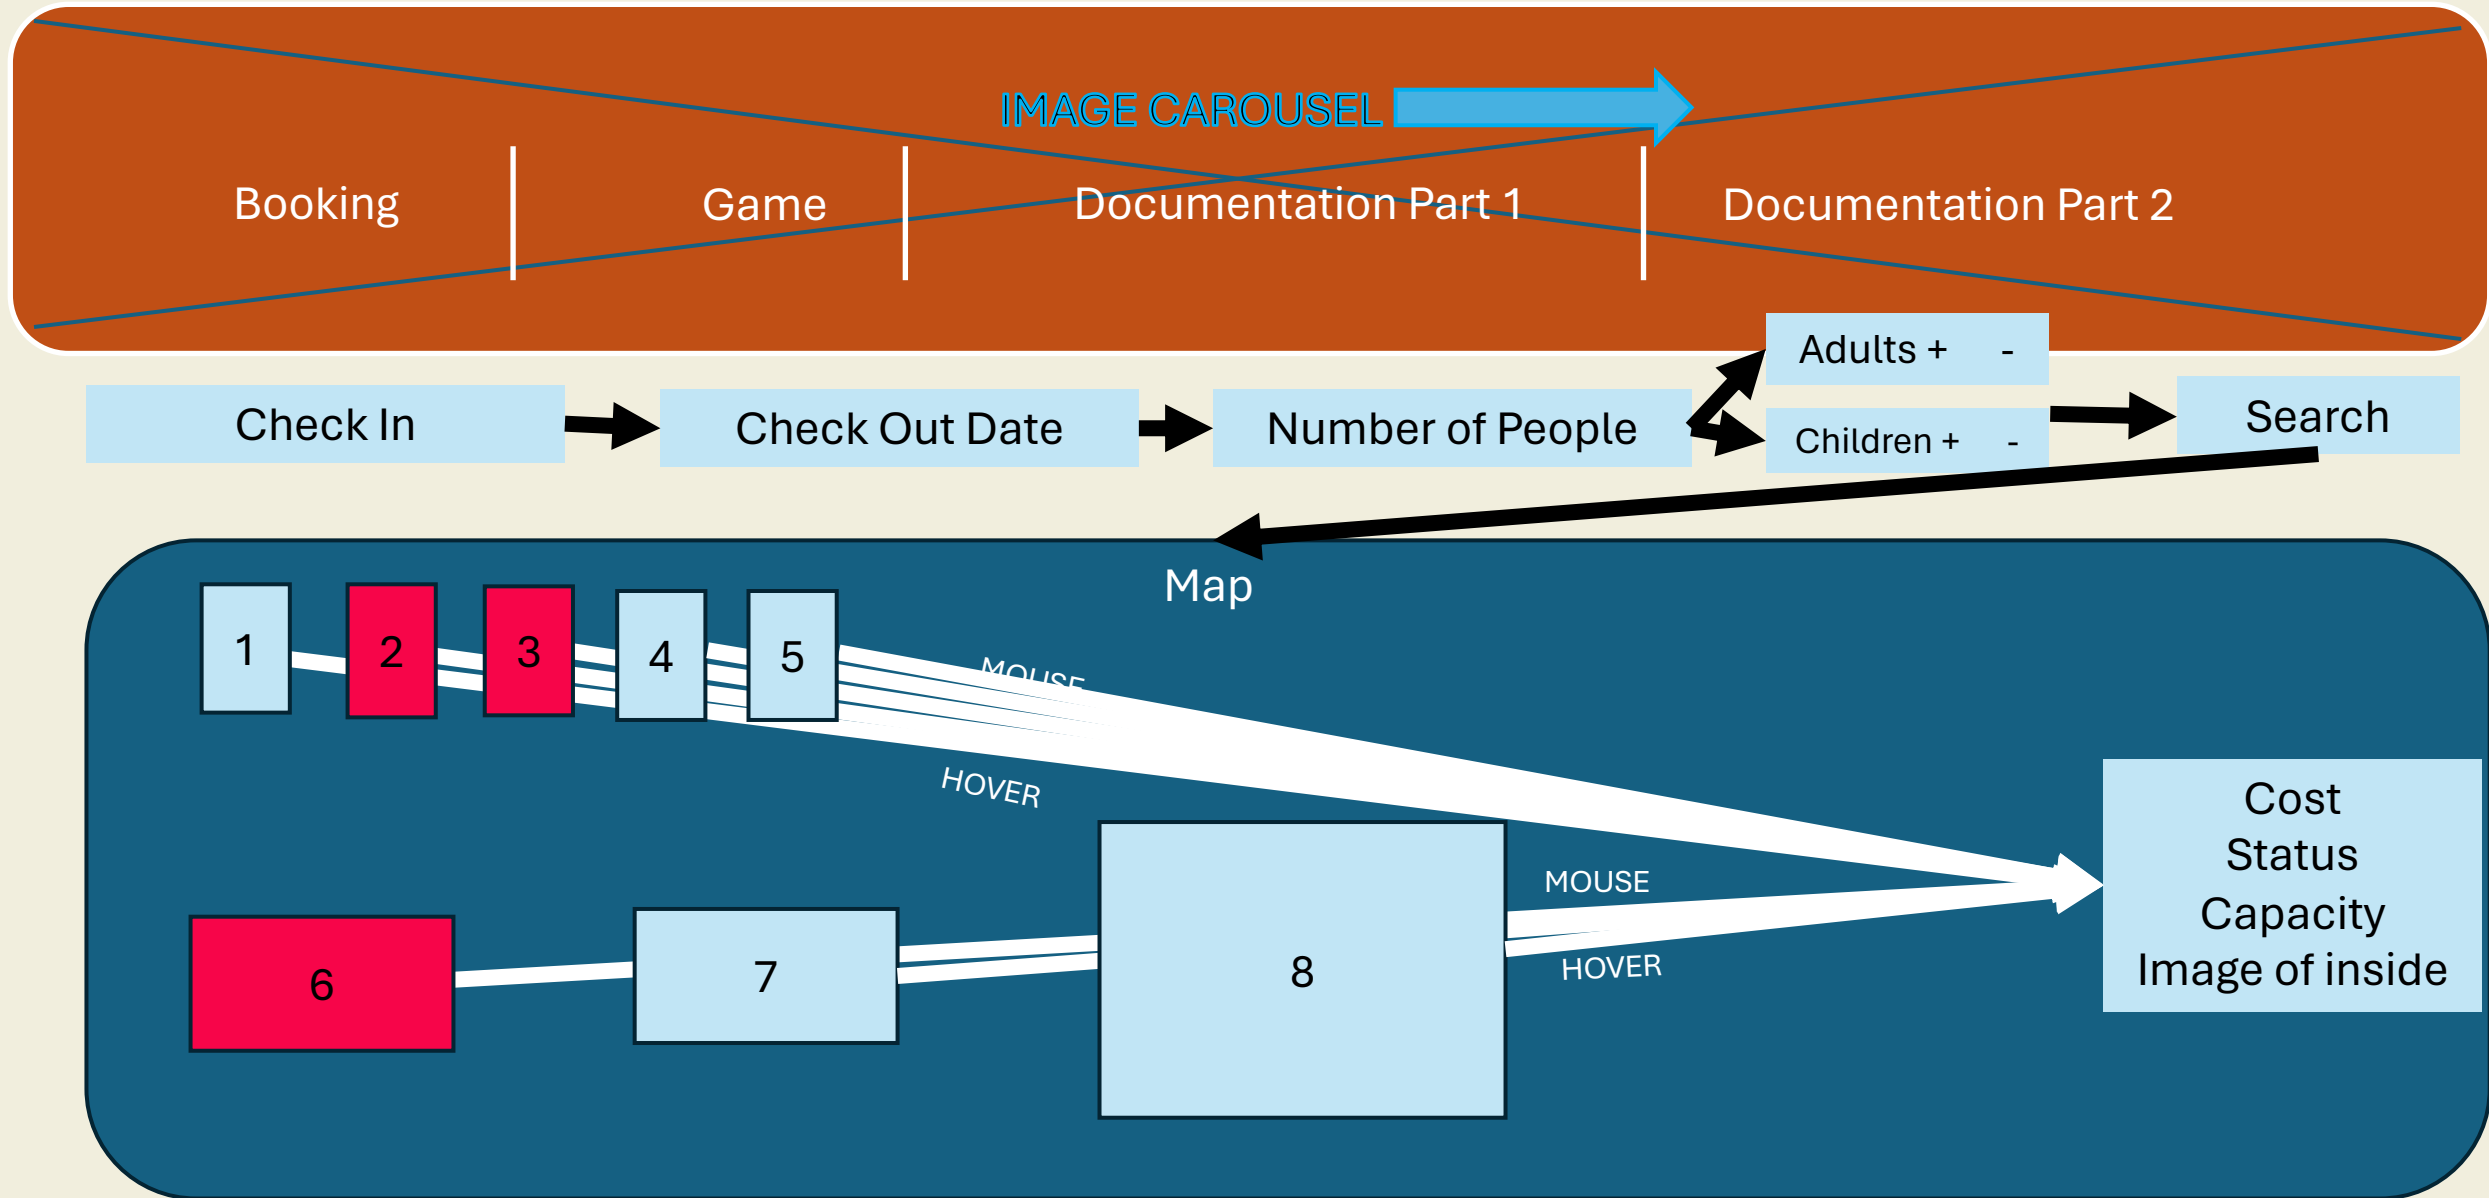 IMAGE CAROUSEL
Booking
Game
Documentation Part 1
Documentation Part 2
Check In
Check Out Date
Number of People
Adults + -
Children + -
Search
Map
1
2
3
4
5
MOUSE
HOVER
6
7
8
MOUSE
HOVER
Cost
Status
Capacity
Image of inside